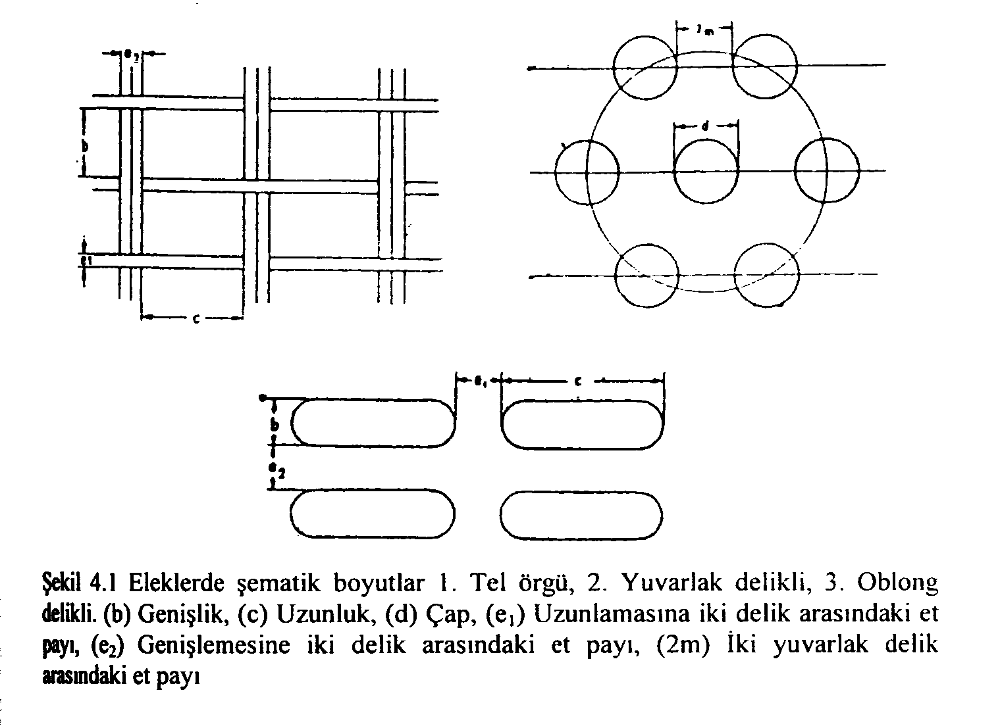 e2
b
e1
c
2m
d
e1
c
b
e2
Şekil 4.1 Eleklerde şematik boyutlar 1. Tel örgü, 2. Yuvarlak delikli, 3. Oblong
delikli. (b) Genişlik, (c) Uzunluk, (d) Çap, (e₁) Uzunlamasına iki delik arasındaki et
payı, (e₂) Genişlemesine iki delik arasındaki et payı, (2m) İki yuvarlak delik
arasındaki et payı